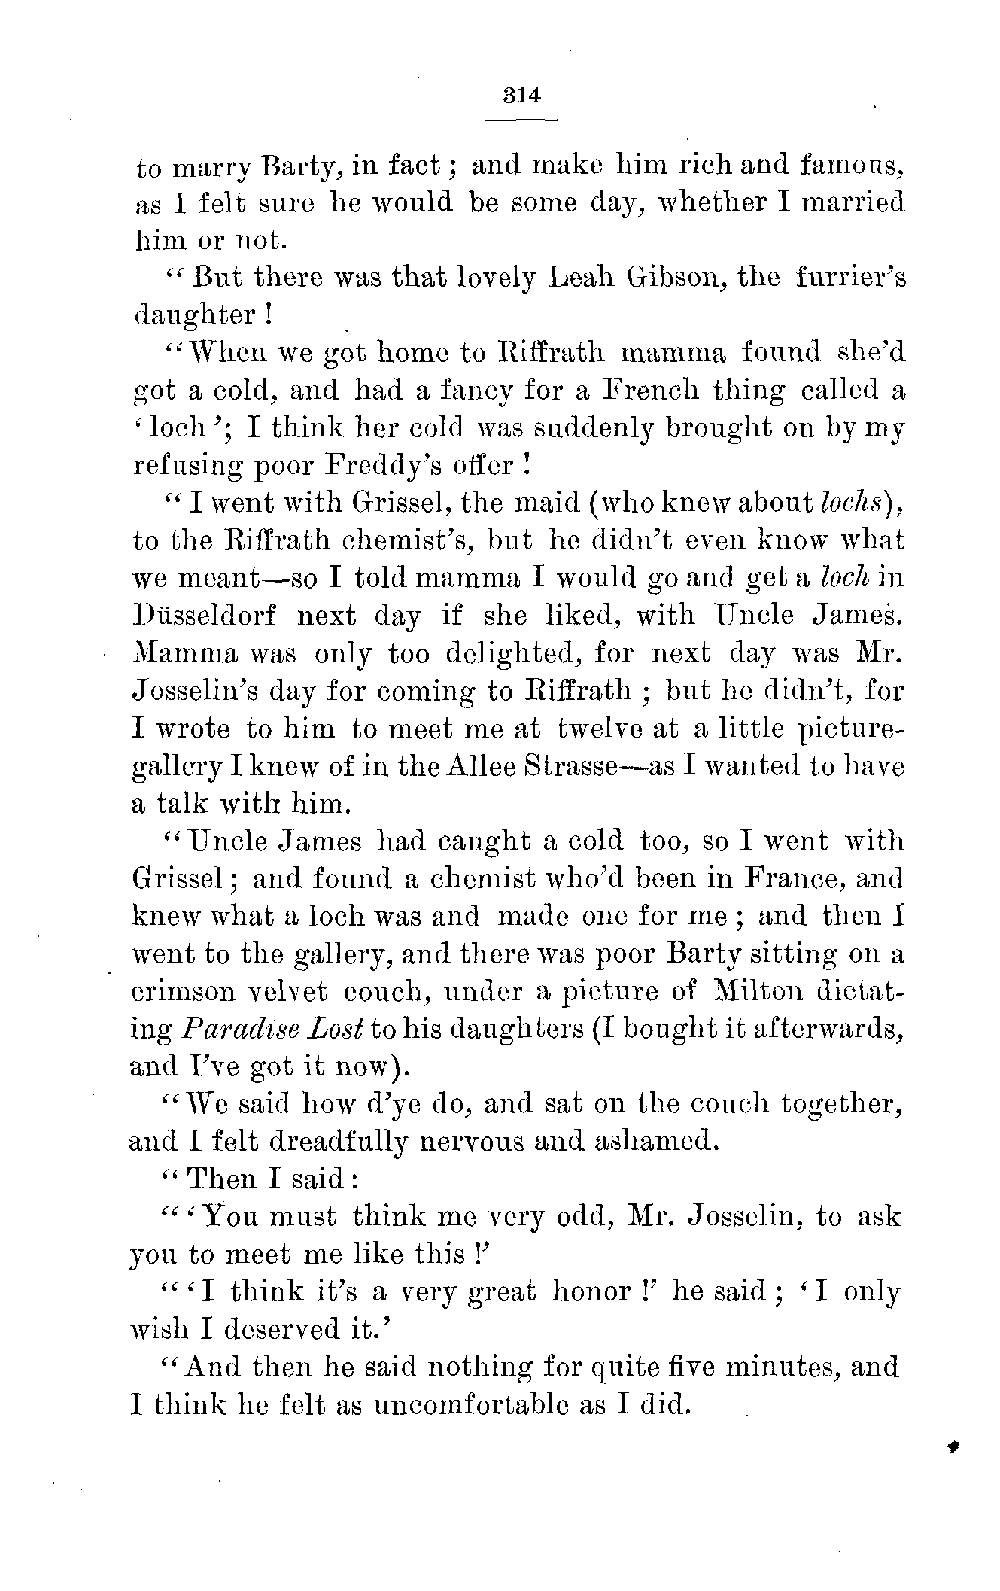 314
to marry Barty, in fact; and make him rich and famous,
as I felt sure he would be some day, whether I married
him or not.
“But there was that lovely Leah Gibson, the furrier’s
daughter!
“When we got home to Riffrath mamma found she’d
got a cold, and had a fancy for a French thing called a
‘loch’; I think her cold was suddenly brought on by my
refusing poor Freddy’s offer!
“I went with Grissel, the maid (who knew about lochs),
to the Riffrath chemist’s, but he didn’t even know what
we meant—so I told mamma I would go and get a loch in
Düsseldorf next day if she liked, with Uncle James.
Mamma was only too delighted, for next day was Mr.
Josselin’s day for coming to Riffrath; but he didn’t, for
I wrote to him to meet me at twelve at a little picture-
gallery I knew of in the Allee Strasse—as I wanted to have
a talk with him.
“Uncle James had caught a cold too, so I went with
Grissel; and found a chemist who’d been in France, and
knew what a loch was and made one for me; and then I
went to the gallery, and there was poor Barty sitting on a
crimson velvet couch, under a picture of Milton dictat-
ing Paradise Lost to his daughters (I bought it afterwards,
and I’ve got it now).
“We said how d’ye do, and sat on the couch together,
and I felt dreadfully nervous and ashamed.
“Then I said:
“‘You must think me very odd, Mr. Josselin, to ask
you to meet me like this!’
“‘I think it’s a very great honor!’ he said; ‘I only
wish I deserved it.’
“And then he said nothing for quite five minutes, and
I think he felt as uncomfortable as I did.